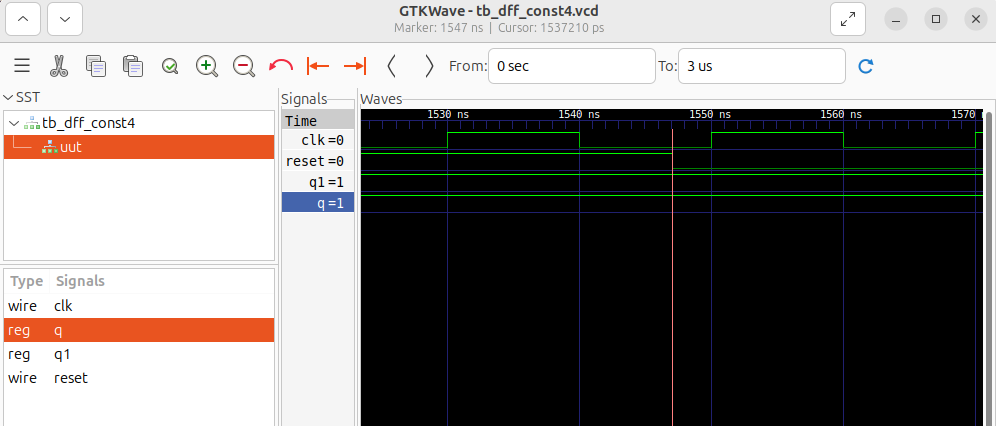 GTKWave - tb_dff_const4.vcd
Marker: 1547 ns | Cursor: 1537210 ps
From: 0 sec To: 3 us
SST
Signals
Waves
tb_dff_const4
uut
Time
1530 ns 1540 ns 1550 ns 1560 ns 1570 n
clk=0
reset=0
q1=1
q=1
Type Signals
wire clk
reg q
reg q1
wire reset